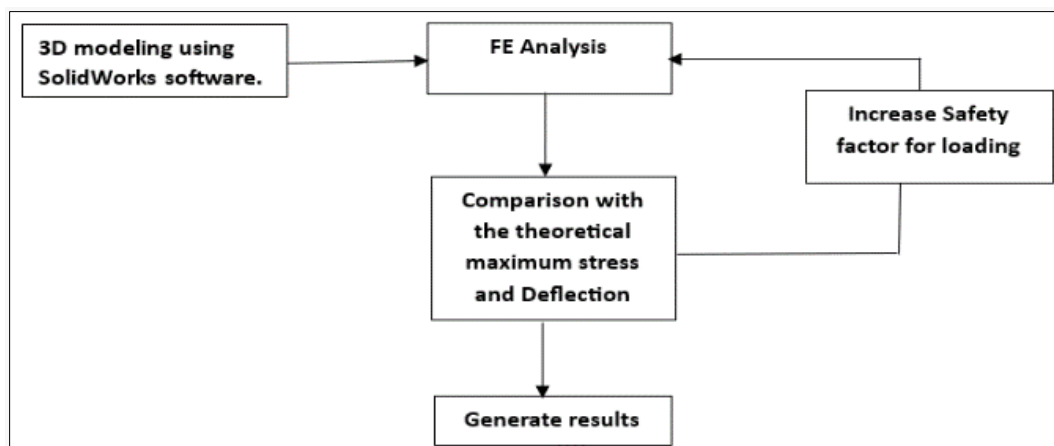 3D modeling using
SolidWorks software.
FE Analysis
Increase Safety
factor for loading
Comparison with
the theoretical
maximum stress
and Deflection
Generate results